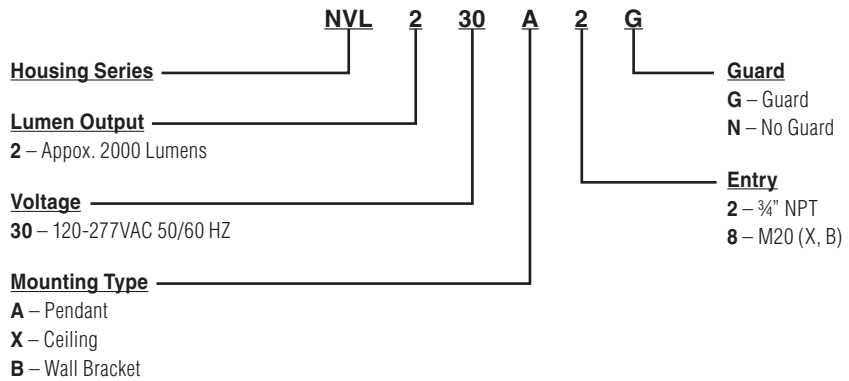 NVL 2 30 A 2 G
Housing Series
Lumen Output
2 – Appox. 2000 Lumens
Voltage
30 – 120-277VAC 50/60 HZ
Mounting Type
A – Pendant
X – Ceiling
B – Wall Bracket
Guard
G – Guard
N – No Guard
Entry
2 – ¾” NPT
8 – M20 (X, B)